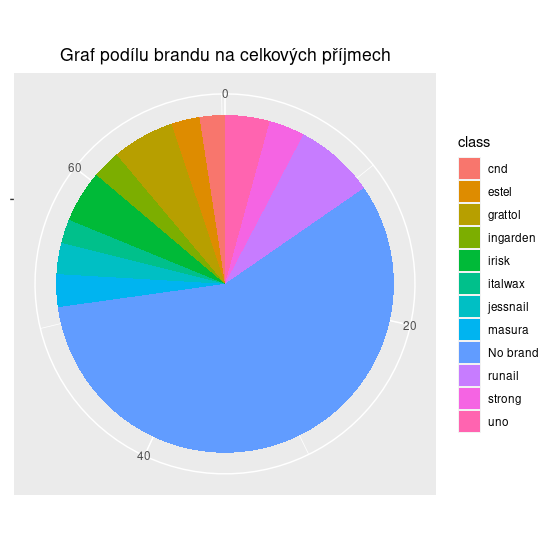 Graf podílu brandu na celkových příjmech
0
60
20
40
class
cnd
estel
grattol
ingarden
irisk
italwax
jessnail
masura
No brand
runail
strong
uno